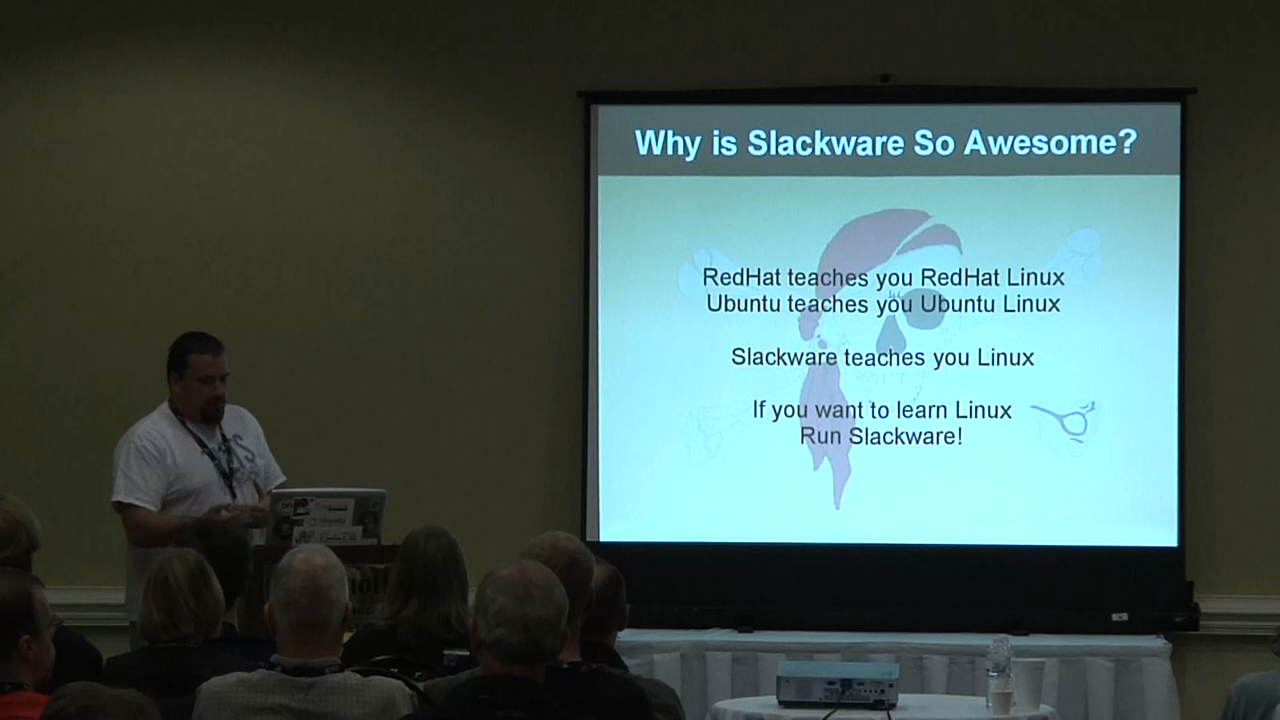 Why is Slackware So Awesome?
RedHat teaches you RedHat Linux
Ubuntu teaches you Ubuntu Linux
Slackware teaches you Linux
If you want to learn Linux
Run Slackware!
ubuntu